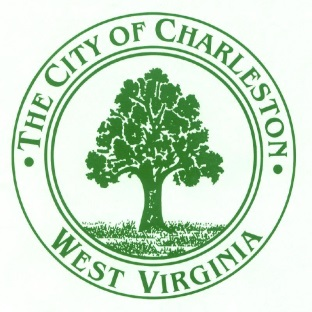 • THE CITY OF CHARLESTON •
WEST VIRGINIA